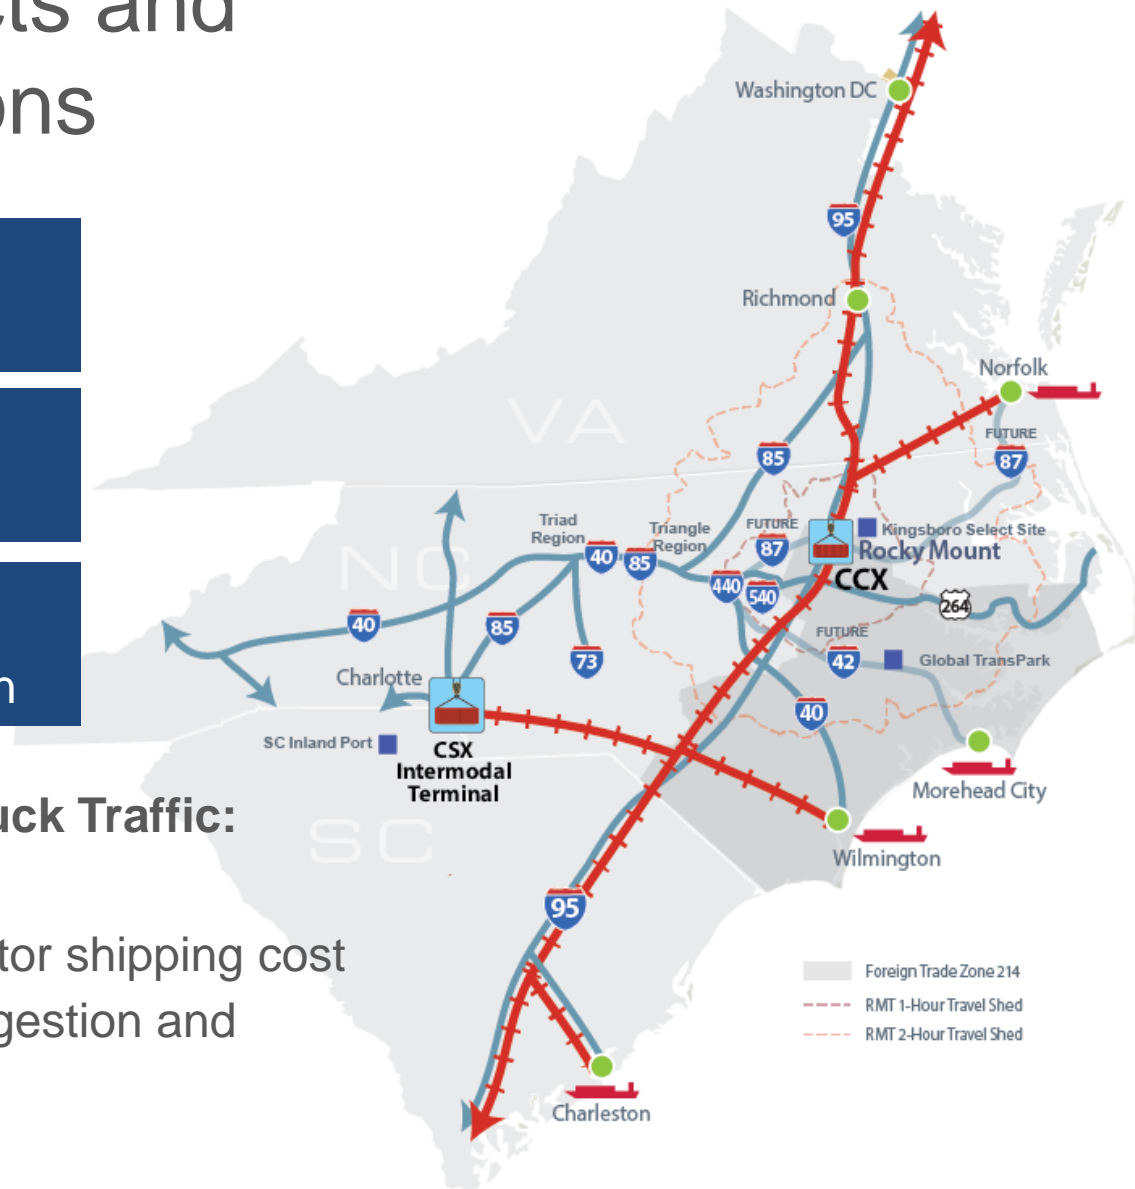 cts and
ons
n
uck Traffic:
tor shipping cost
gestion and
Washington DC
95
Richmond
Norfolk
VA
FUTURE
87
85
Triad
Region
Triangle
Region
FUTURE
87
Kingsboro Select Site
Rocky Mount
CCX
NC
40
85
440
540
264
40
85
73
FUTURE
42
Global TransPark
Charlotte
40
SC Inland Port
CSX
Intermodal
Terminal
Morehead City
Wilmington
SC
95
Foreign Trade Zone 214
RMT 1-Hour Travel Shed
RMT 2-Hour Travel Shed
Charleston